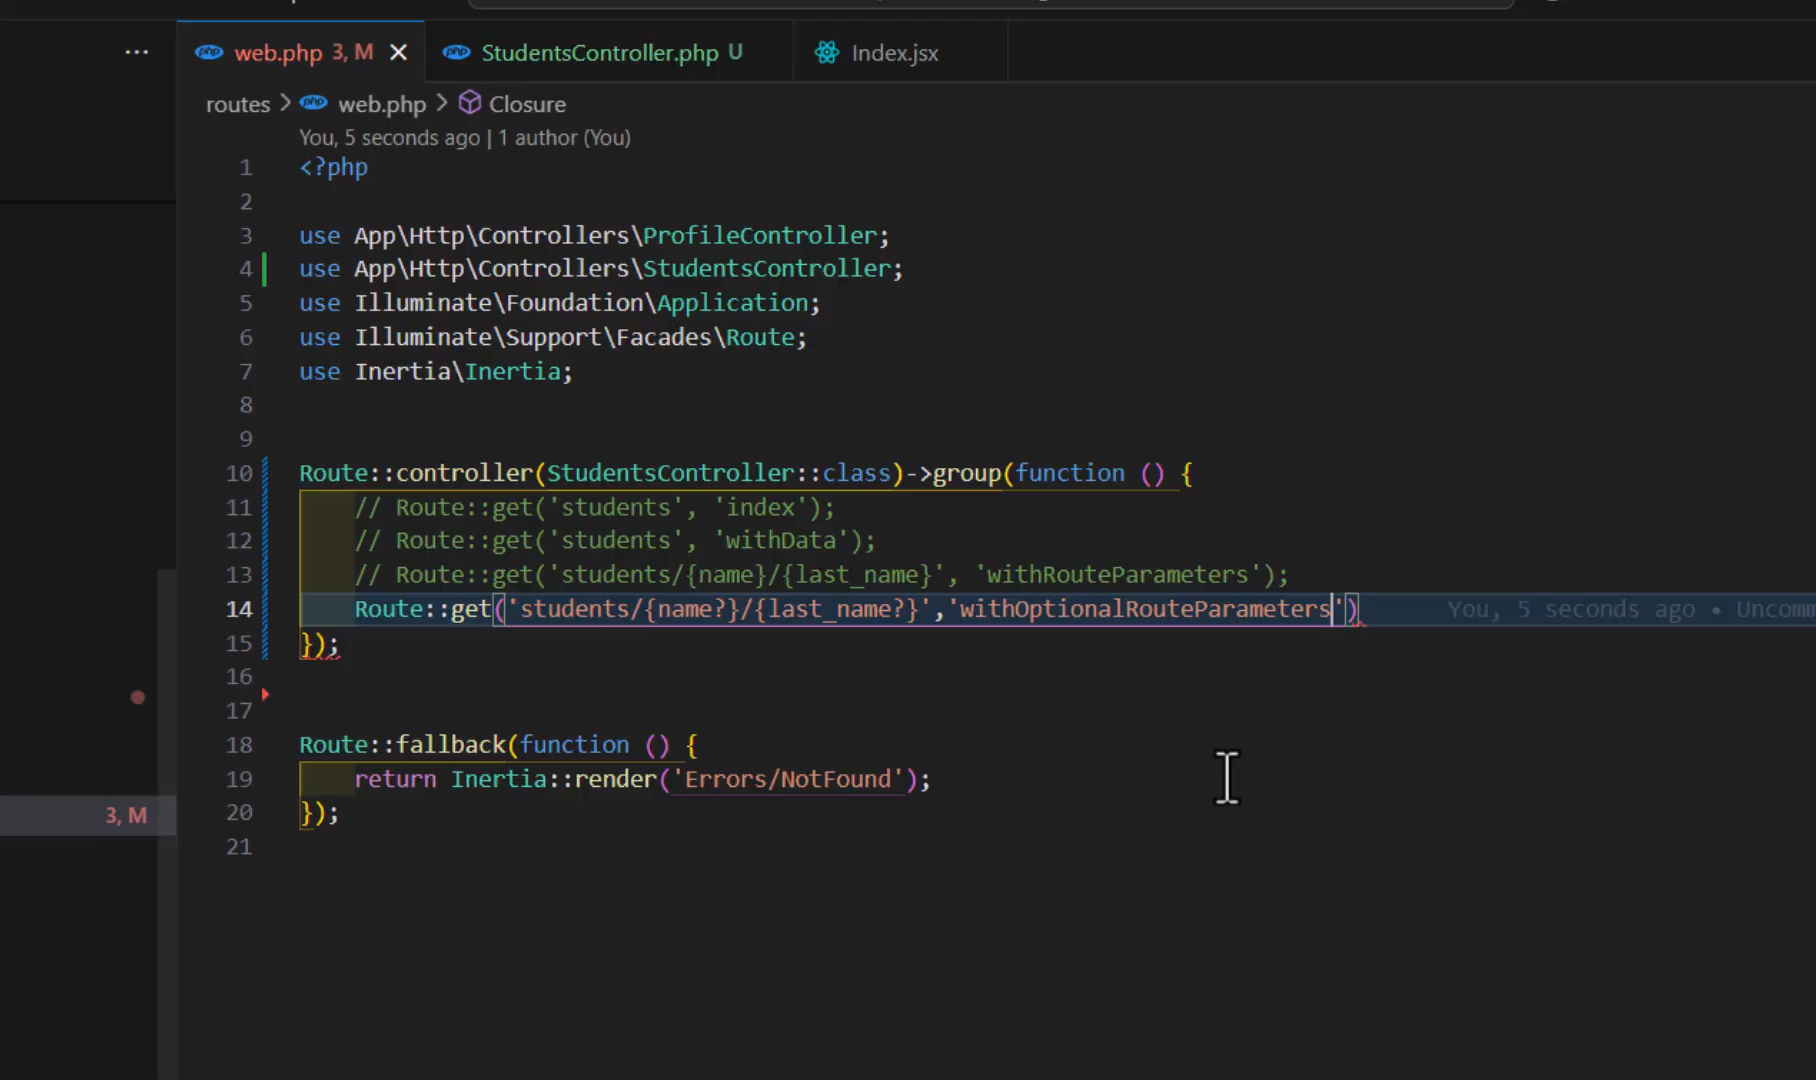 ··· web.php 3, M × StudentsController.php U Index.jsx
routes > web.php > Closure
You, 5 seconds ago | 1 author (You)
1 <?php
2
3 use App\Http\Controllers\ProfileController;
4 use App\Http\Controllers\StudentsController;
5 use Illuminate\Foundation\Application;
6 use Illuminate\Support\Facades\Route;
7 use Inertia\Inertia;
8
9
10 Route::controller(StudentsController::class)->group(function () {
11 // Route::get('students', 'index');
12 // Route::get('students', 'withData');
13 // Route::get('students/{name}/{last_name}', 'withRouteParameters');
14 Route::get('students/{name?}/{last_name?}','withOptionalRouteParameters') You, 5 seconds ago • Uncomm
15 });
16
17
18 Route::fallback(function () {
19 return Inertia::render('Errors/NotFound');
3, M
20 });
21